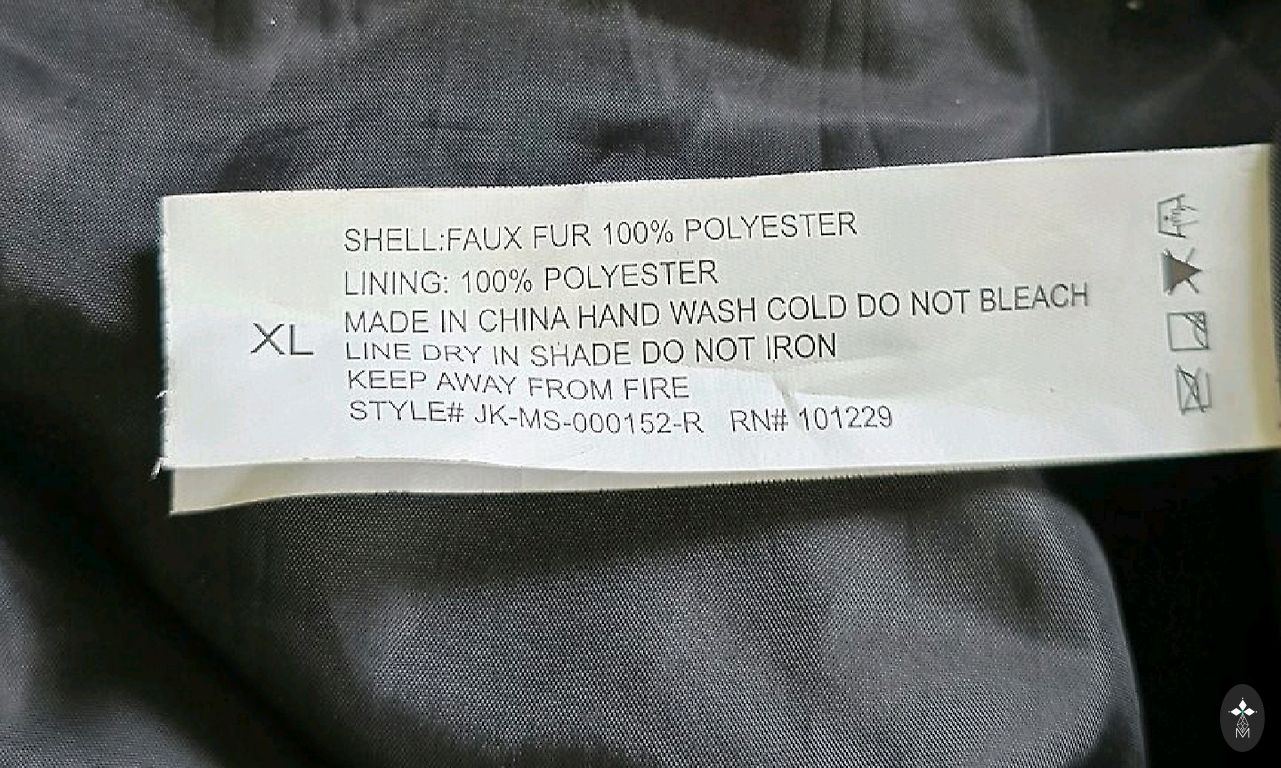 XL
SHELL:FAUX FUR 100% POLYESTER
LINING: 100% POLYESTER
MADE IN CHINA HAND WASH COLD DO NOT BLEACH
LINE DRY IN SHADE DO NOT IRON
KEEP AWAY FROM FIRE
STYLE# JK-MS-000152-R RN# 101229
M